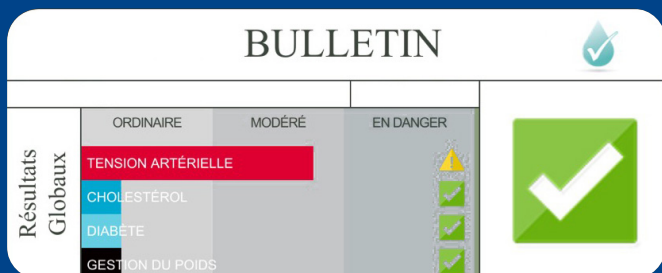 BULLETIN
Résultats
Globaux
ORDINAIRE MODÉRÉ EN DANGER
TENSION ARTÉRIELLE
CHOLESTÉROL
DIABÈTE
GESTION DU POIDS